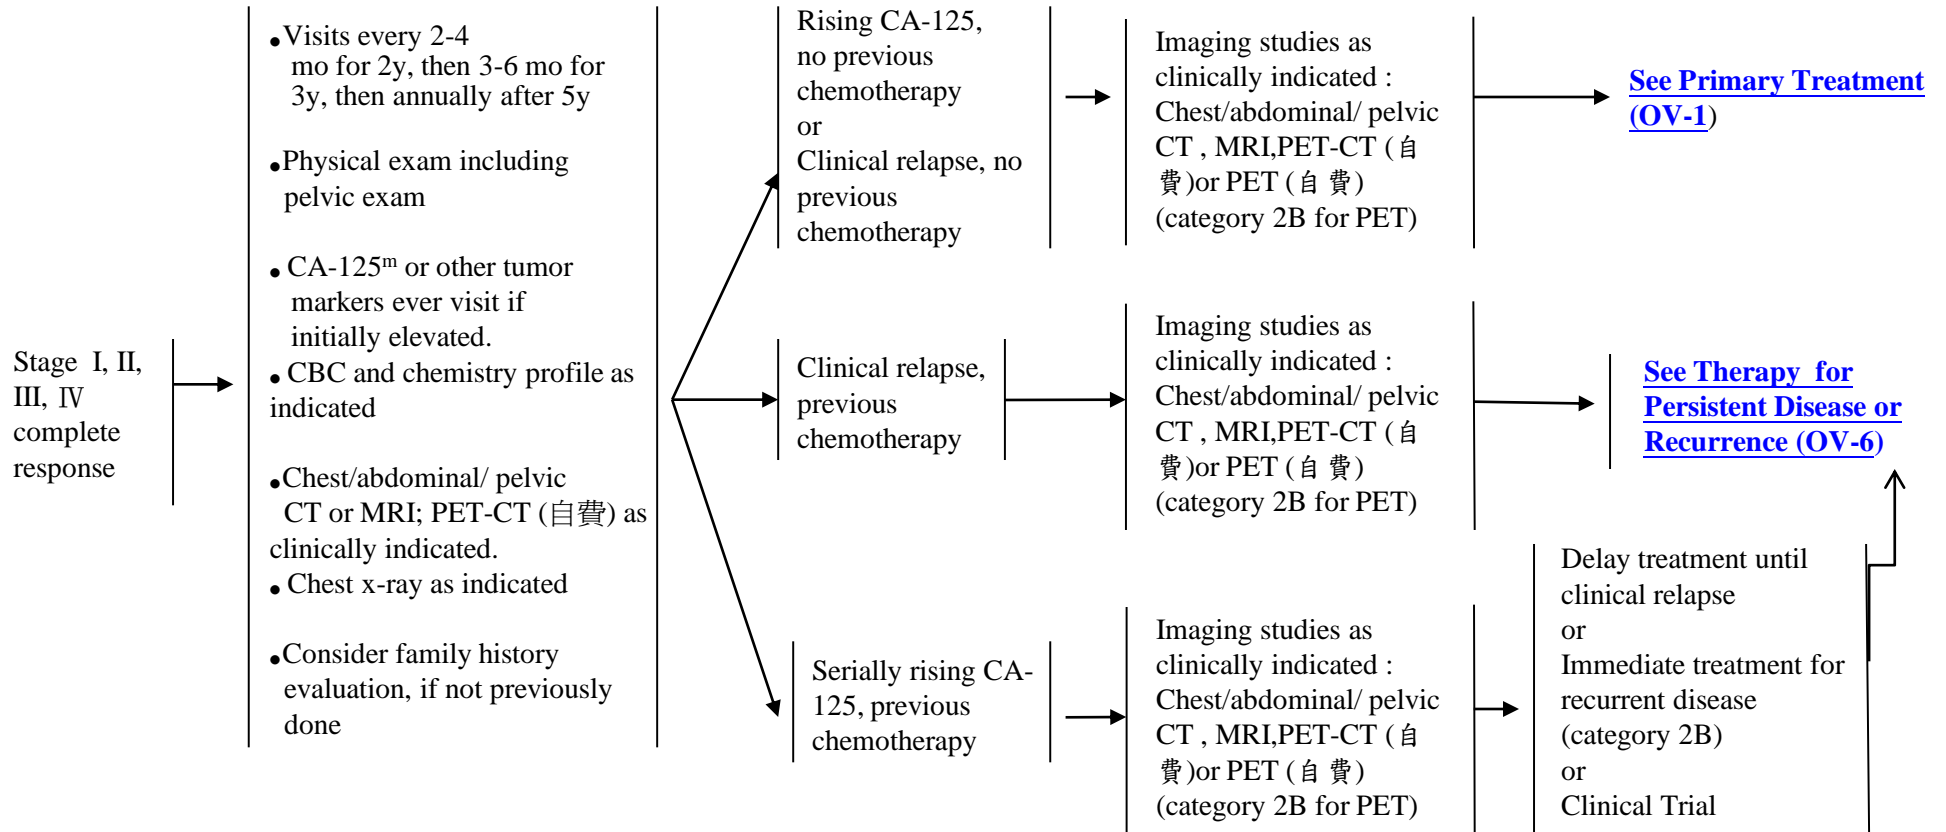 Stage I, II,
III, Ⅳ
complete
response
•Visits every 2-4
mo for 2y, then 3-6 mo for
3y, then annually after 5y
•Physical exam including
pelvic exam
• CA-125ᵐ or other tumor
markers ever visit if
initially elevated.
• CBC and chemistry profile as
indicated
•Chest/abdominal/ pelvic
CT or MRI; PET-CT (自費) as
clinically indicated.
• Chest x-ray as indicated
•Consider family history
evaluation, if not previously
done
Rising CA-125,
no previous
chemotherapy
or
Clinical relapse, no
previous
chemotherapy
Imaging studies as
clinically indicated :
Chest/abdominal/ pelvic
CT , MRI,PET-CT (自
費)or PET (自 費)
(category 2B for PET)
See Primary Treatment
(OV-1)
Clinical relapse,
previous
chemotherapy
Imaging studies as
clinically indicated :
Chest/abdominal/ pelvic
CT , MRI,PET-CT (自
費)or PET (自 費)
(category 2B for PET)
See Therapy for
Persistent Disease or
Recurrence (OV-6)
Serially rising CA-
125, previous
chemotherapy
Imaging studies as
clinically indicated :
Chest/abdominal/ pelvic
CT , MRI,PET-CT (自
費)or PET (自 費)
(category 2B for PET)
Delay treatment until
clinical relapse
or
Immediate treatment for
recurrent disease
(category 2B)
or
Clinical Trial